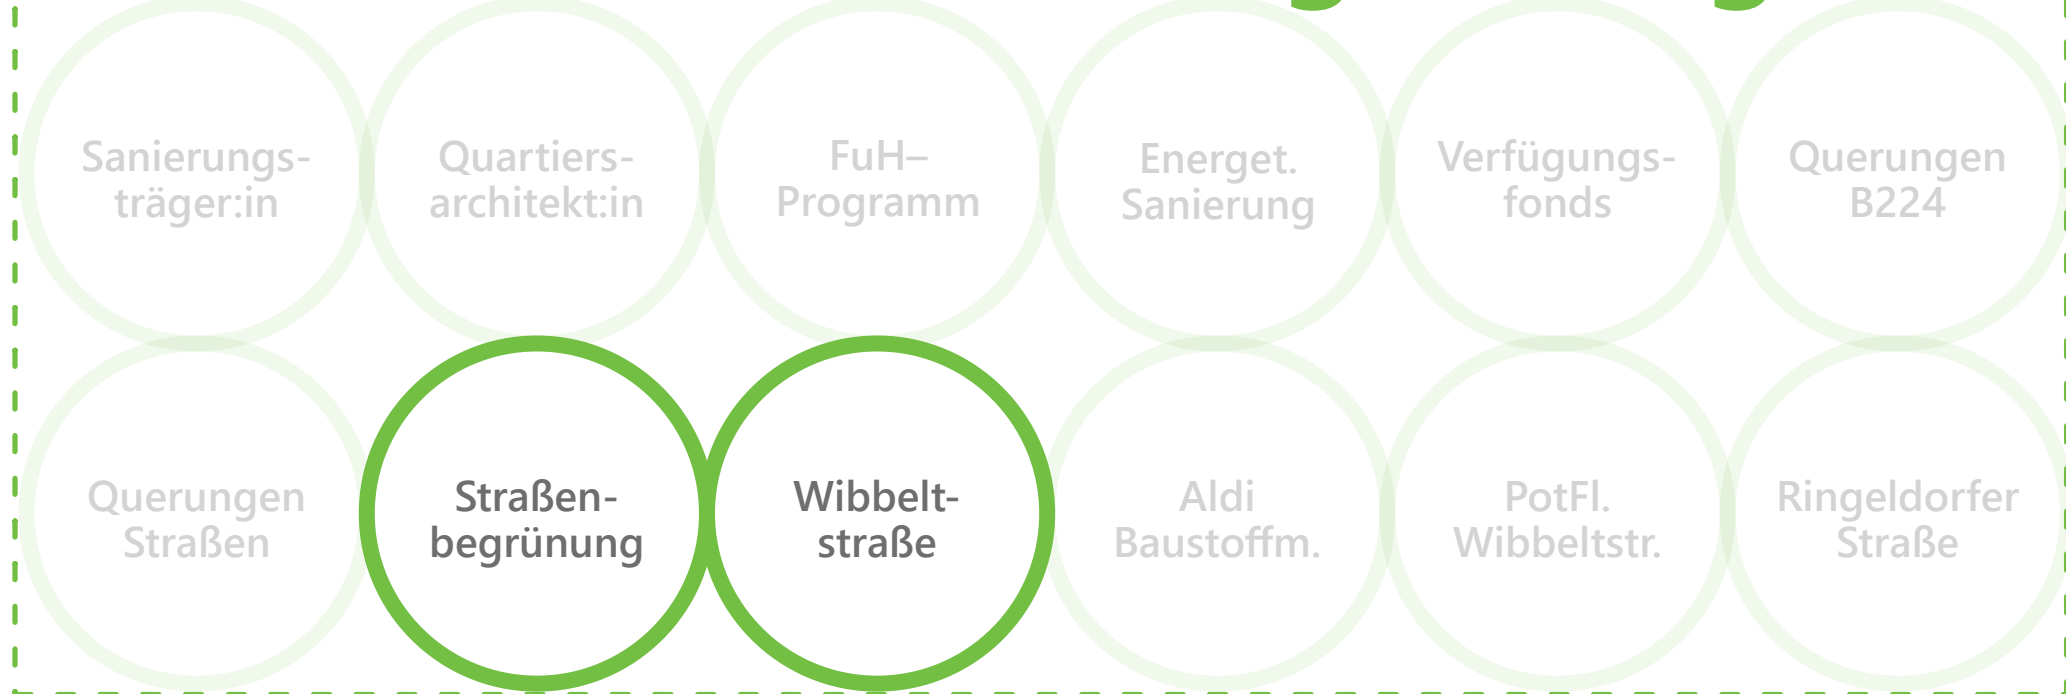 Sanierungs-
träger:in
Quartiers-
architekt:in
FuH–
Programm
Energet.
Sanierung
Verfügungs-
fonds
Querungen
B224
Querungen
Straßen
Straßen-
begrünung
Wibbelt-
straße
Aldi
Baustoffm.
PotFl.
Wibbeltstr.
Ringeldorfer
Straße